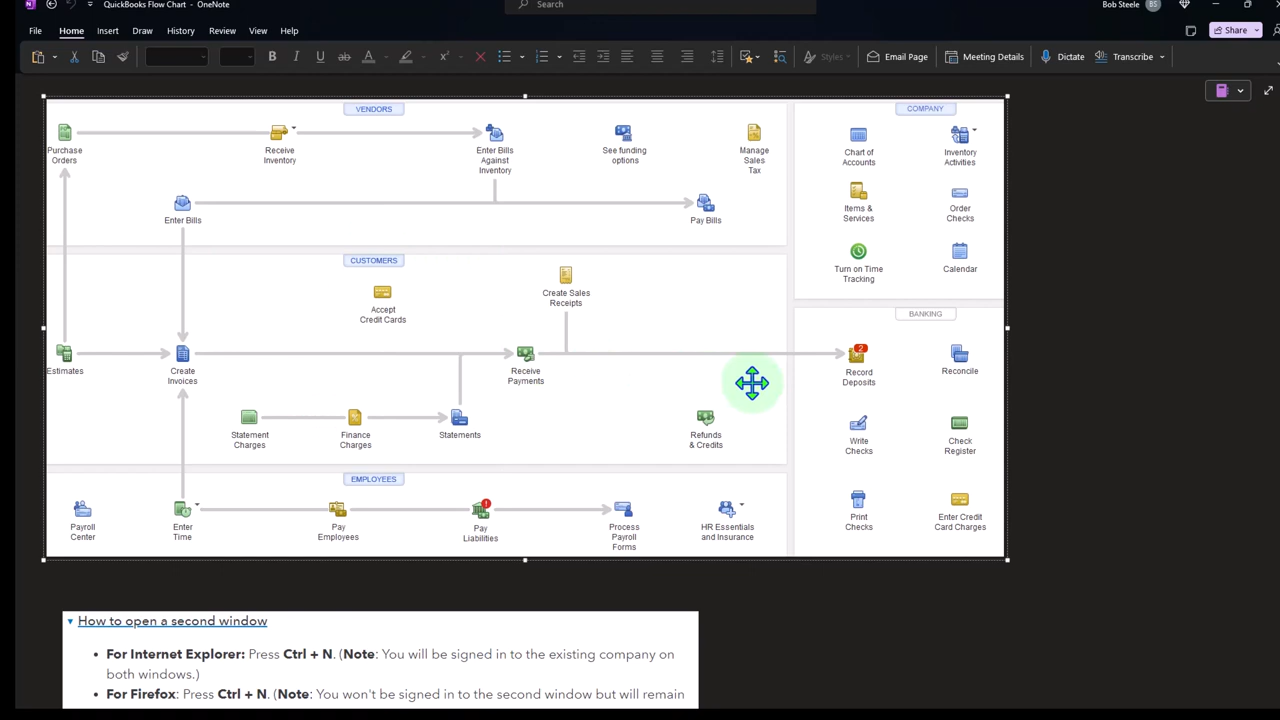 QuickBooks Flow Chart - OneNote
Search
Bob Steele
BS
File
Home
Insert
Draw
History
Review
View
Help
Share
Email Page
Meeting Details
Dictate
Transcribe
Styles
VENDORS
Purchase
Orders
Receive
Inventory
Enter Bills
Against
Inventory
See funding
options
Manage
Sales
Tax
Enter Bills
Pay Bills
CUSTOMERS
Accept
Credit Cards
Create Sales
Receipts
Estimates
Create
Invoices
Receive
Payments
Statement
Charges
Finance
Charges
Statements
Refunds
& Credits
EMPLOYEES
Payroll
Center
Enter
Time
Pay
Employees
Pay
Liabilities
Process
Payroll
Forms
HR Essentials
and Insurance
COMPANY
Chart of
Accounts
Inventory
Activities
Items &
Services
Order
Checks
Turn on Time
Tracking
Calendar
BANKING
2
Record
Deposits
Reconcile
Write
Checks
Check
Register
Print
Checks
Enter Credit
Card Charges
How to open a second window
• For Internet Explorer: Press Ctrl + N. (Note: You will be signed in to the existing company on
both windows.)
• For Firefox: Press Ctrl + N. (Note: You won't be signed in to the second window but will remain